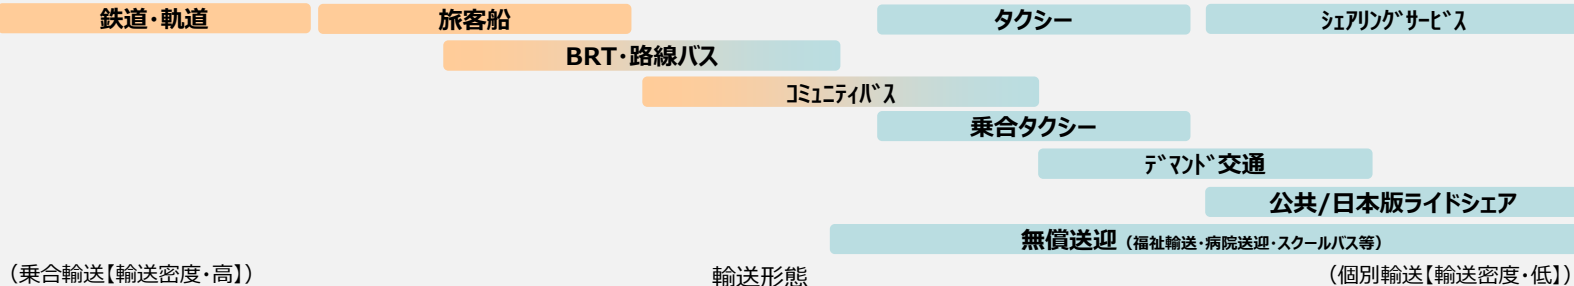 鉄道・軌道 旅客船 タクシー ｼｪｱﾘﾝｸﾞｻｰﾋﾞｽ
BRT・路線バス
ｺﾐｭﾆﾃｨﾊﾞｽ
乗合タクシー
ﾃﾞﾏﾝﾄﾞ交通
公共/日本版ライドシェア
無償送迎（福祉輸送・病院送迎・スクールバス等）
（乗合輸送【輸送密度・高】） 輸送形態 （個別輸送【輸送密度・低】）